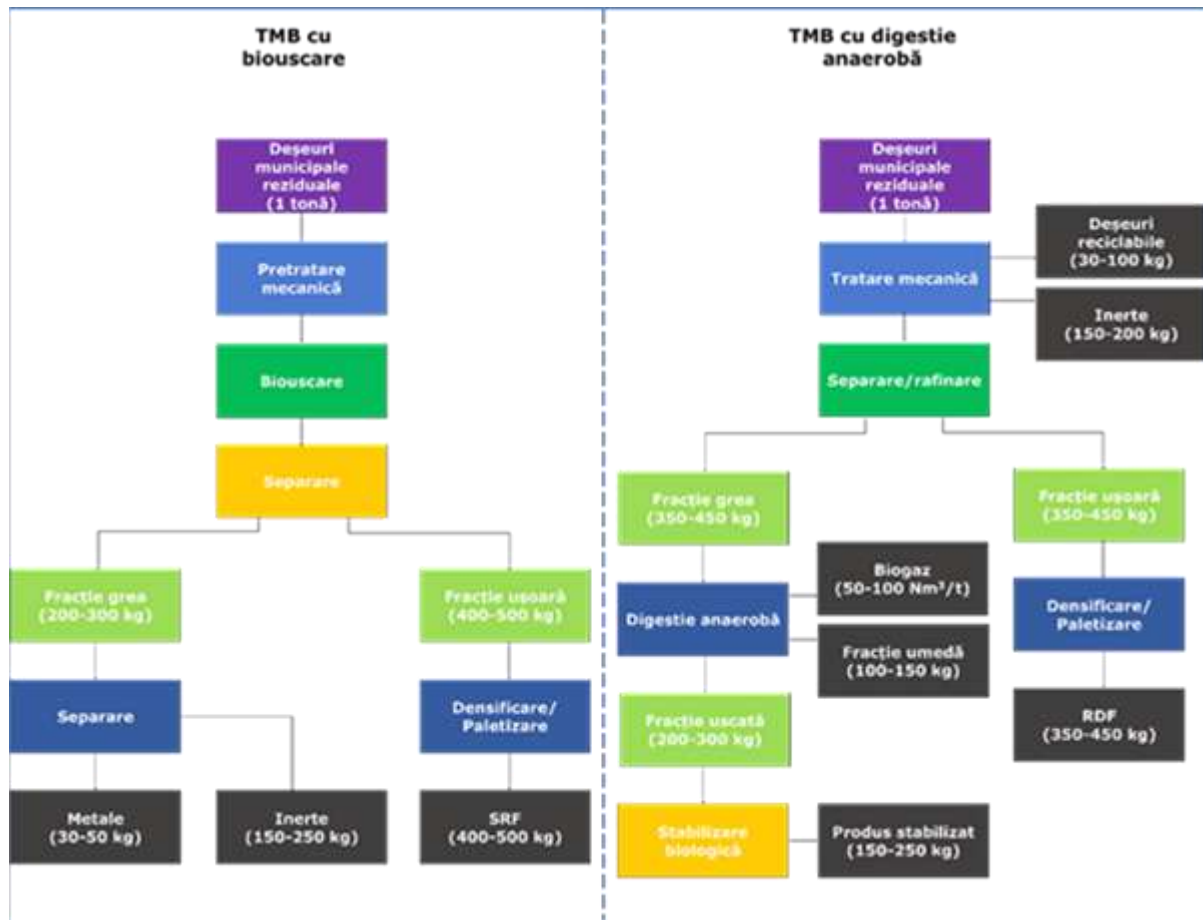 TMB cu
biouscare
Deșeuri
municipale
reziduale
(1 tonă)
Pretratare
mecanică
Biouscare
Separare
Fracție grea
(200-300 kg)
Fracție ușoară
(400-500 kg)
Separare
Densificare/
Paletizare
Metale
(30-50 kg)
Inerte
(150-250 kg)
SRF
(400-500 kg)
TMB cu digestie
anaerobă
Deșeuri
municipale
reziduale
(1 tonă)
Deșeuri
reciclabile
(30-100 kg)
Tratare mecanică
Inerte
(150-200 kg)
Separare/rafinare
Fracție grea
(350-450 kg)
Fracție ușoară
(350-450 kg)
Biogaz
(50-100 Nm³/t)
Digestie anaerobă
Densificare/
Paletizare
Fracție umedă
(100-150 kg)
Fracție uscată
(200-300 kg)
RDF
(350-450 kg)
Stabilizare
biologică
Produs stabilizat
(150-250 kg)